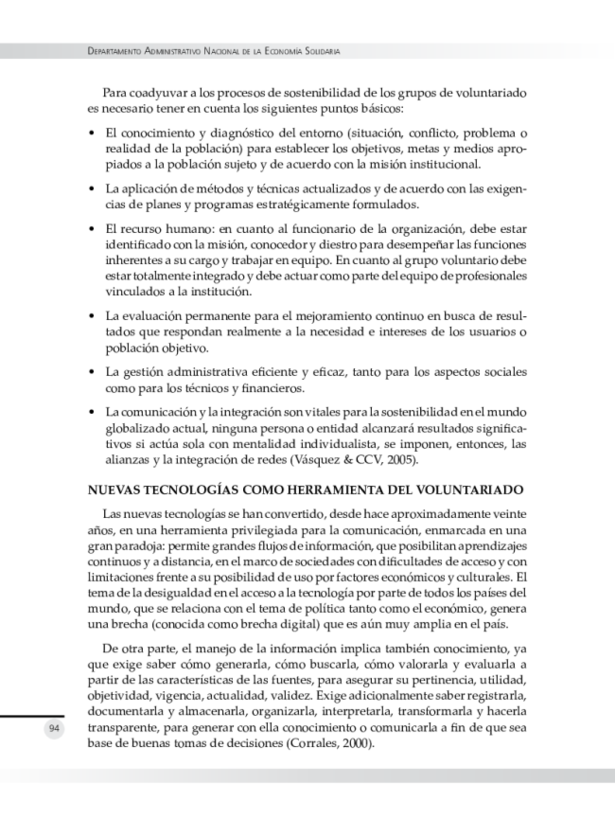 Departamento Administrativo Nacional de la Economía Solidaria
Para coadyuvar a los procesos de sostenibilidad de los grupos de voluntariado
es necesario tener en cuenta los siguientes puntos básicos:
• El conocimiento y diagnóstico del entorno (situación, conflicto, problema o
realidad de la población) para establecer los objetivos, metas y medios apro-
piados a la población sujeto y de acuerdo con la misión institucional.
• La aplicación de métodos y técnicas actualizados y de acuerdo con las exigen-
cias de planes y programas estratégicamente formulados.
• El recurso humano: en cuanto al funcionario de la organización, debe estar
identificado con la misión, conocedor y diestro para desempeñar las funciones
inherentes a su cargo y trabajar en equipo. En cuanto al grupo voluntario debe
estar totalmente integrado y debe actuar como parte del equipo de profesionales
vinculados a la institución.
• La evaluación permanente para el mejoramiento continuo en busca de resul-
tados que respondan realmente a la necesidad e intereses de los usuarios o
población objetivo.
• La gestión administrativa eficiente y eficaz, tanto para los aspectos sociales
como para los técnicos y financieros.
• La comunicación y la integración son vitales para la sostenibilidad en el mundo
globalizado actual, ninguna persona o entidad alcanzará resultados significa-
tivos si actúa sola con mentalidad individualista, se imponen, entonces, las
alianzas y la integración de redes (Vásquez & CCV, 2005).
NUEVAS TECNOLOGÍAS COMO HERRAMIENTA DEL VOLUNTARIADO
Las nuevas tecnologías se han convertido, desde hace aproximadamente veinte
años, en una herramienta privilegiada para la comunicación, enmarcada en una
gran paradoja: permite grandes flujos de información, que posibilitan aprendizajes
continuos y a distancia, en el marco de sociedades con dificultades de acceso y con
limitaciones frente a su posibilidad de uso por factores económicos y culturales. El
tema de la desigualdad en el acceso a la tecnología por parte de todos los países del
mundo, que se relaciona con el tema de política tanto como el económico, genera
una brecha (conocida como brecha digital) que es aún muy amplia en el país.
De otra parte, el manejo de la información implica también conocimiento, ya
que exige saber cómo generarla, cómo buscarla, cómo valorarla y evaluarla a
partir de las características de las fuentes, para asegurar su pertinencia, utilidad,
objetividad, vigencia, actualidad, validez. Exige adicionalmente saber registrarla,
documentarla y almacenarla, organizarla, interpretarla, transformarla y hacerla
transparente, para generar con ella conocimiento o comunicarla a fin de que sea
base de buenas tomas de decisiones (Corrales, 2000).
94